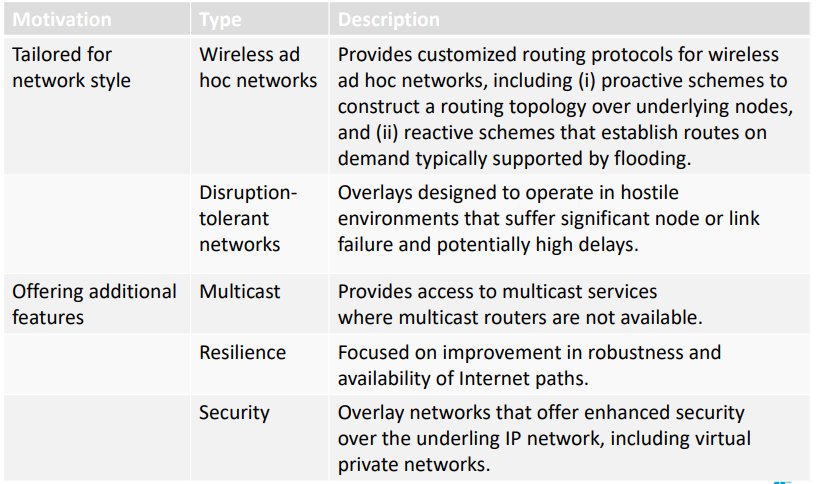 Motivation Type Description
Tailored for network style
Wireless ad hoc networks
Provides customized routing protocols for wireless
ad hoc networks, including (i) proactive schemes to
construct a routing topology over underlying nodes,
and (ii) reactive schemes that establish routes on
demand typically supported by flooding.
Disruption-
tolerant
networks
Overlays designed to operate in hostile
environments that suffer significant node or link
failure and potentially high delays.
Offering additional
features
Multicast
Provides access to multicast services
where multicast routers are not available.
Resilience
Focused on improvement in robustness and
availability of Internet paths.
Security
Overlay networks that offer enhanced security
over the underling IP network, including virtual
private networks.